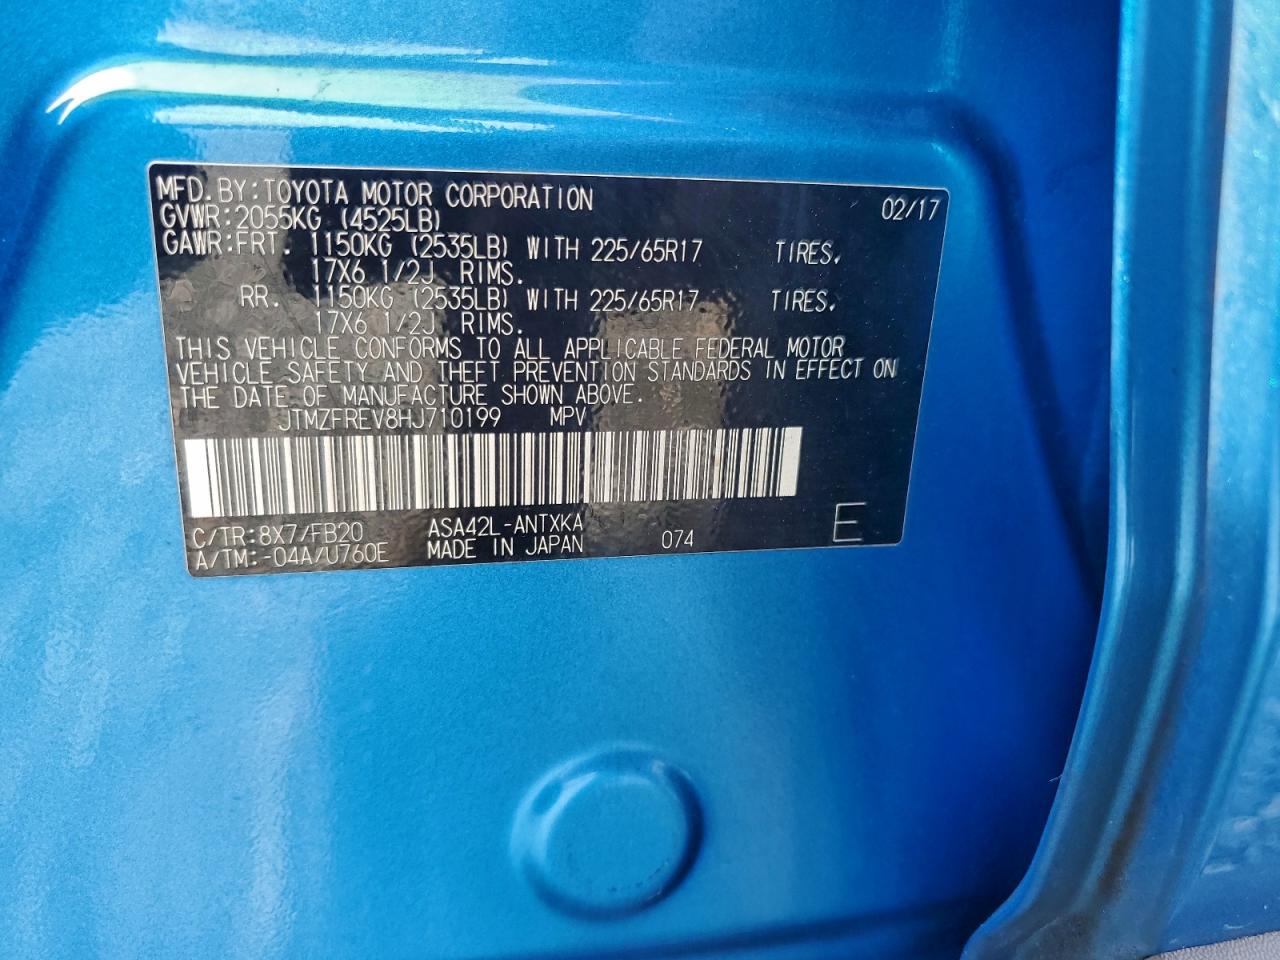 MFD. BY: TOYOTA MOTOR CORPORATION 02/17
GVWR: 2055KG (4525LB)
GAWR: FRT. 1150KG (2535LB) WITH 225/65R17 TIRES.
17X6 1/2J RIMS.
RR. 1150KG (2535LB) WITH 225/65R17 TIRES.
17X6 1/2J RIMS.
THIS VEHICLE CONFORMS TO ALL APPLICABLE FEDERAL MOTOR
VEHICLE SAFETY AND THEFT PREVENTION STANDARDS IN EFFECT ON
THE DATE OF MANUFACTURE SHOWN ABOVE.
JTMZFREV8HJ710199 MPV
C/TR: 8X7/FB20 ASA42L-ANTXKA
A/TM: -04A/U760E MADE IN JAPAN 074 E